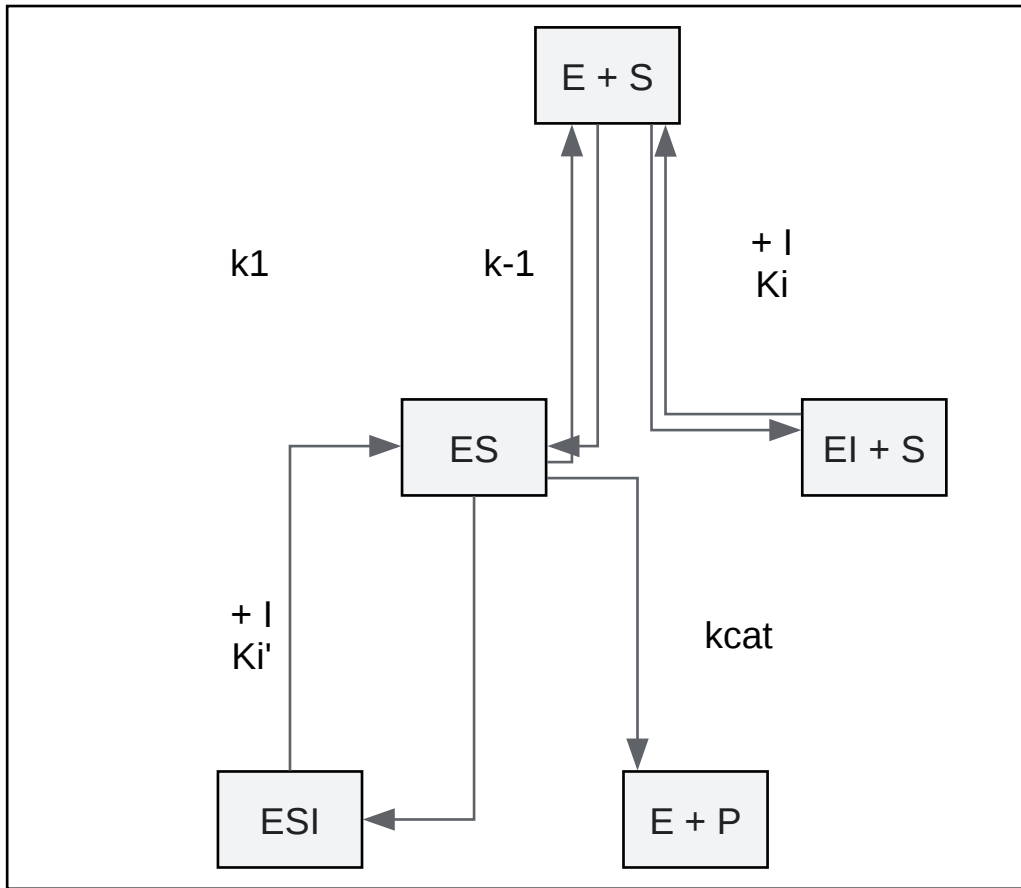 E + S
k1
k-1
+ I
Ki
ES
EI + S
+ I
Ki'
kcat
ESI
E + P